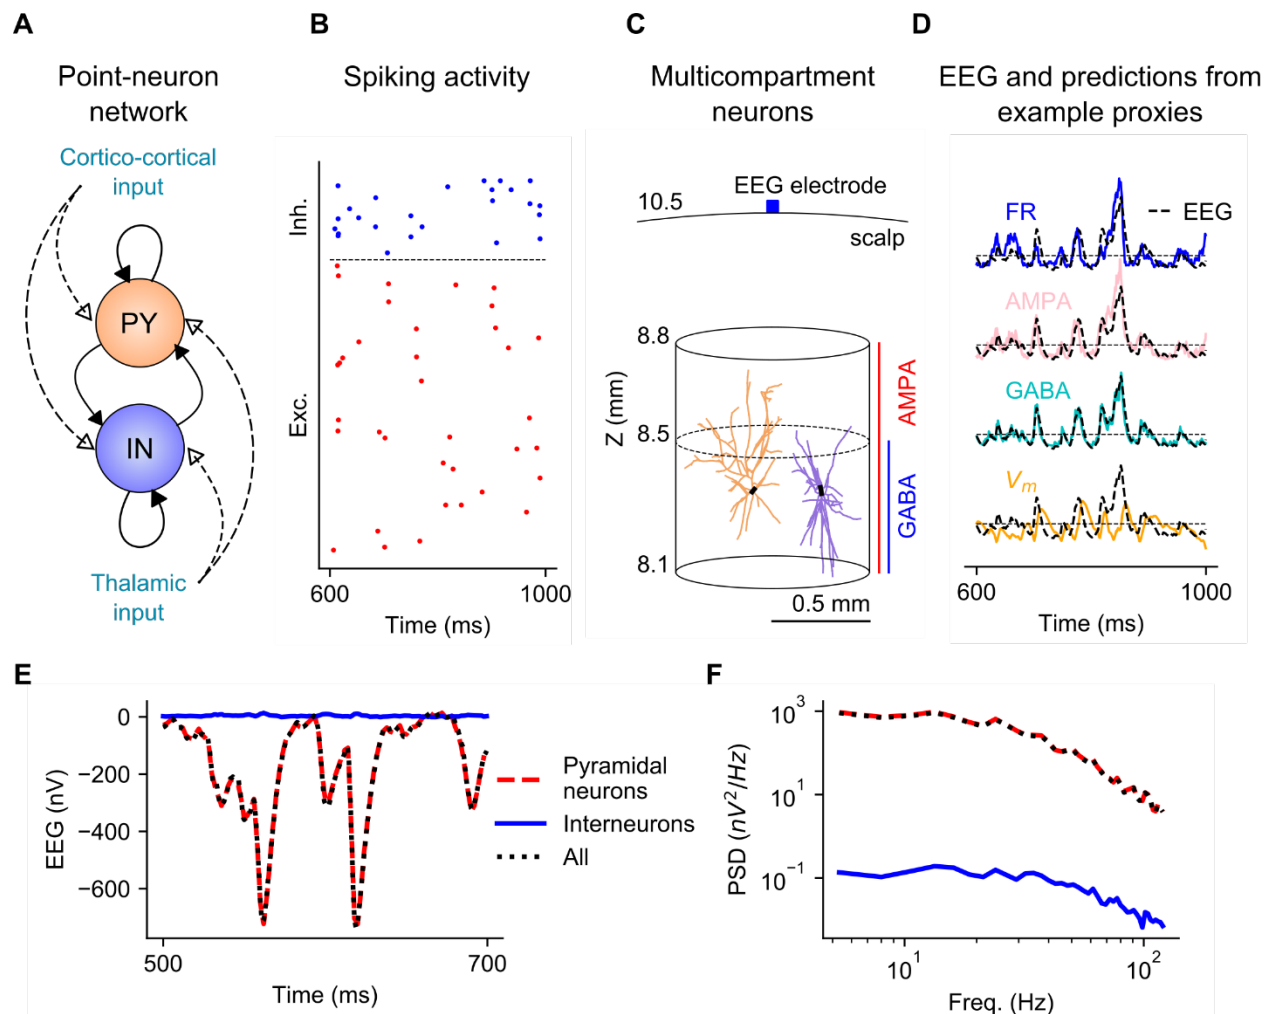 A
Point-neuron
network
Cortico-cortical
input
PY
IN
Thalamic
input
B
Spiking activity
Inh.
Exc.
600
1000
Time (ms)
C
Multicompartment
neurons
10.5
EEG electrode
scalp
8.8
8.5
8.1
Z (mm)
AMPA
GABA
0.5 mm
D
EEG and predictions from
example proxies
FR
EEG
AMPA
GABA
Vm
600
1000
Time (ms)
E
0
−200
−400
−600
EEG (nV)
500
700
Time (ms)
Pyramidal
neurons
Interneurons
All
F
10^3
10^1
10^−1
PSD (nV^2/Hz)
10^1
10^2
Freq. (Hz)